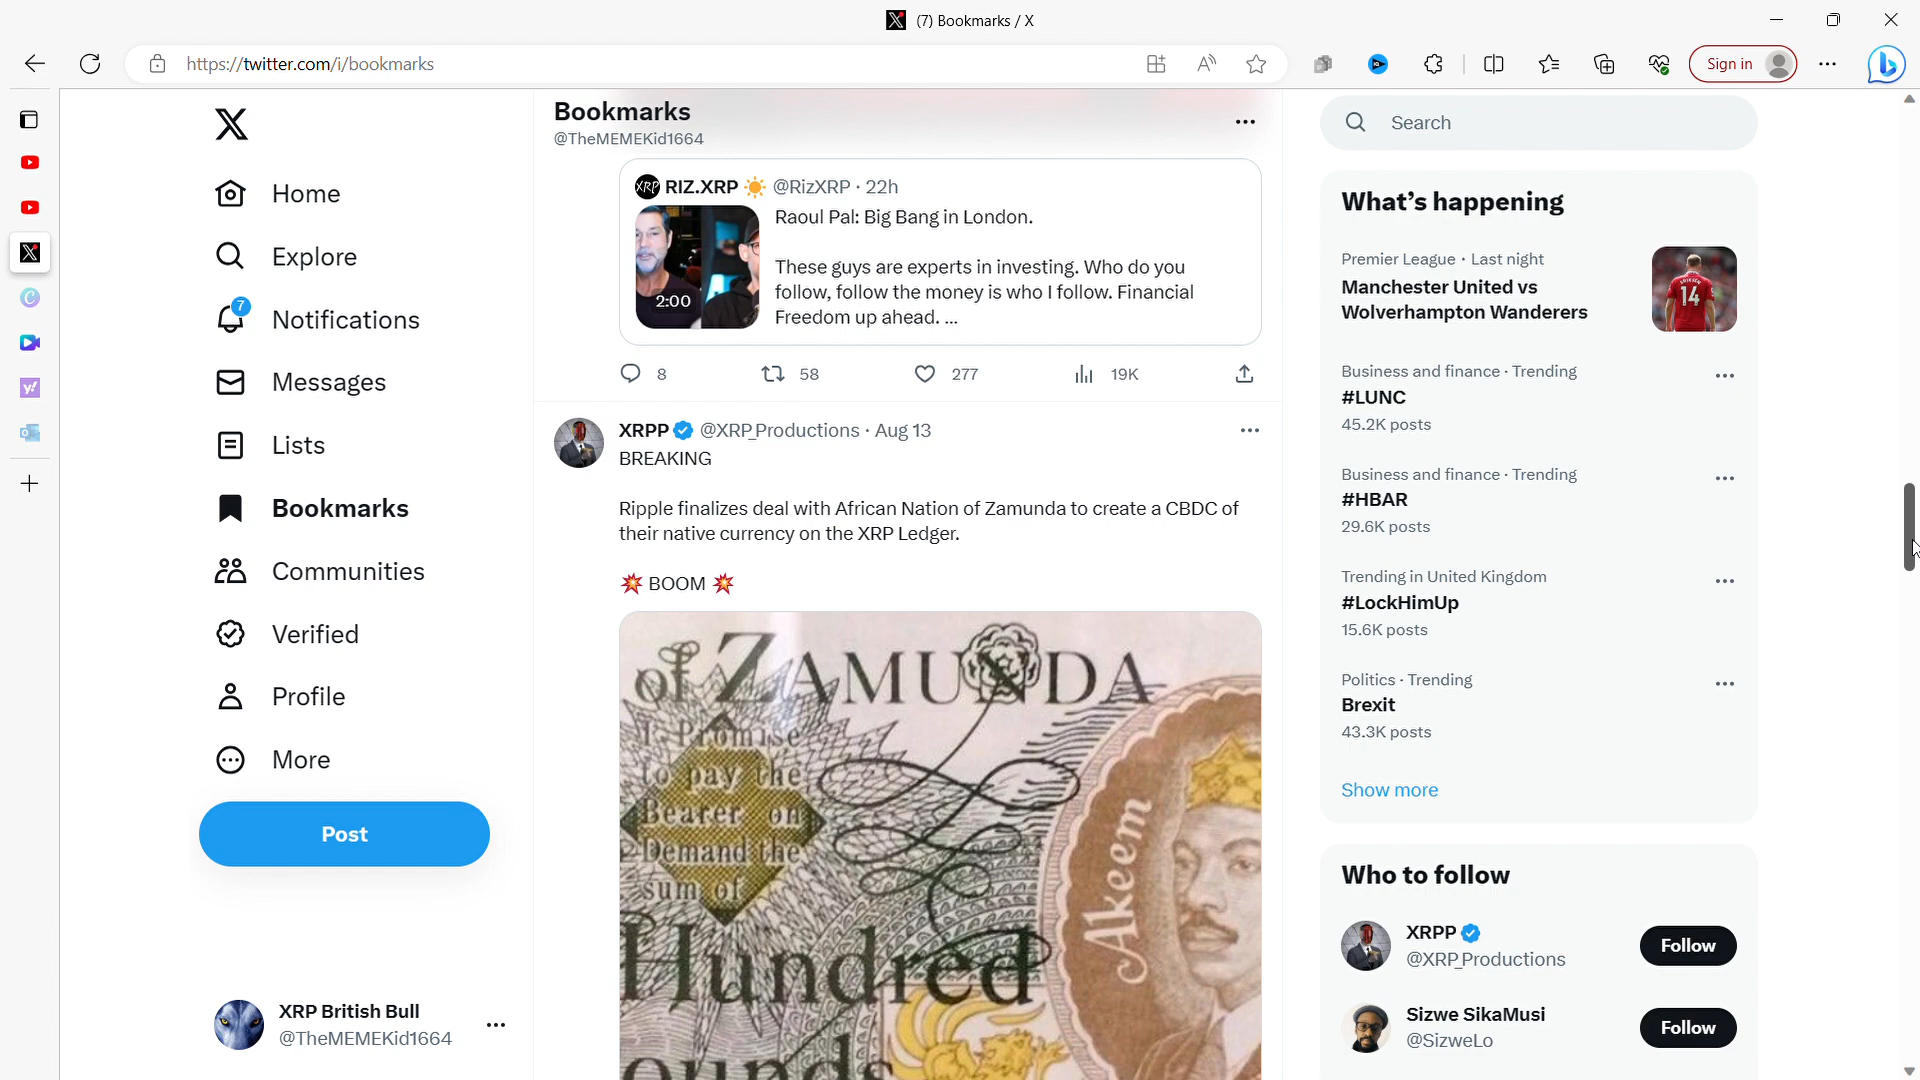 (7) Bookmarks / X
https://twitter.com/i/bookmarks
Sign in
Home
Explore
7
Notifications
Messages
Lists
Bookmarks
Communities
Verified
Profile
More
Post
XRP British Bull
@TheMEMEKid1664
Bookmarks
@TheMEMEKid1664
XRP RIZ.XRP ☀️ @RizXRP · 22h
Raoul Pal: Big Bang in London.
These guys are experts in investing. Who do you
follow, follow the money is who I follow. Financial
Freedom up ahead. ...
2:00
8 58 277 19K
XRPP @XRP_Productions · Aug 13
BREAKING
Ripple finalizes deal with African Nation of Zamunda to create a CBDC of
their native currency on the XRP Ledger.
💥 BOOM 💥
of ZAMUNDA
I Promise
to pay the
Bearer on
Demand the
sum of
Hundred
ounds
Akeem
Search
What's happening
Premier League · Last night
Manchester United vs
Wolverhampton Wanderers
14
Business and finance · Trending
#LUNC
45.2K posts
Business and finance · Trending
#HBAR
29.6K posts
Trending in United Kingdom
#LockHimUp
15.6K posts
Politics · Trending
Brexit
43.3K posts
Show more
Who to follow
XRPP
@XRP_Productions
Follow
Sizwe SikaMusi
@SizweLo
Follow